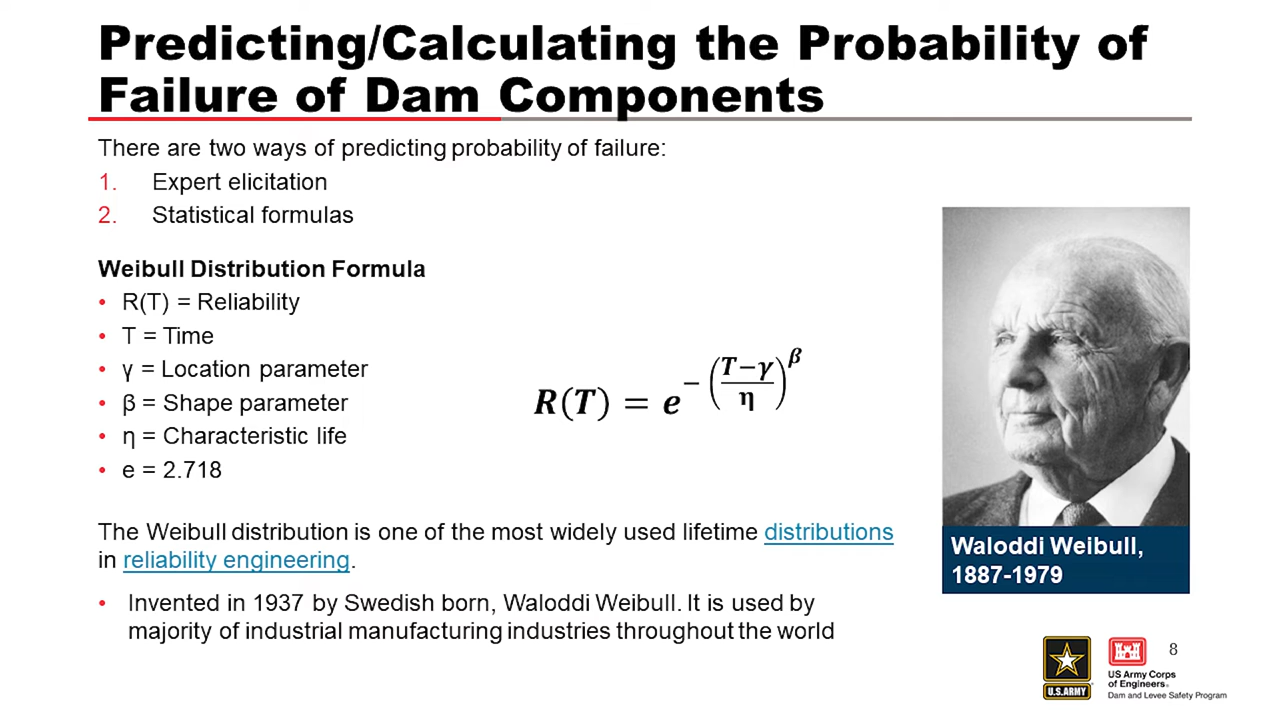 Predicting/Calculating the Probability of
Failure of Dam Components
There are two ways of predicting probability of failure:
1. Expert elicitation
2. Statistical formulas
Weibull Distribution Formula
• R(T) = Reliability
• T = Time
• γ = Location parameter
• β = Shape parameter
• η = Characteristic life
• e = 2.718
R(T) = e^−((T−γ)/η)^β
The Weibull distribution is one of the most widely used lifetime distributions
in reliability engineering.
• Invented in 1937 by Swedish born, Waloddi Weibull. It is used by
majority of industrial manufacturing industries throughout the world
Waloddi Weibull,
1887-1979
8
U.S.ARMY
US Army Corps
of Engineers®
Dam and Levee Safety Program